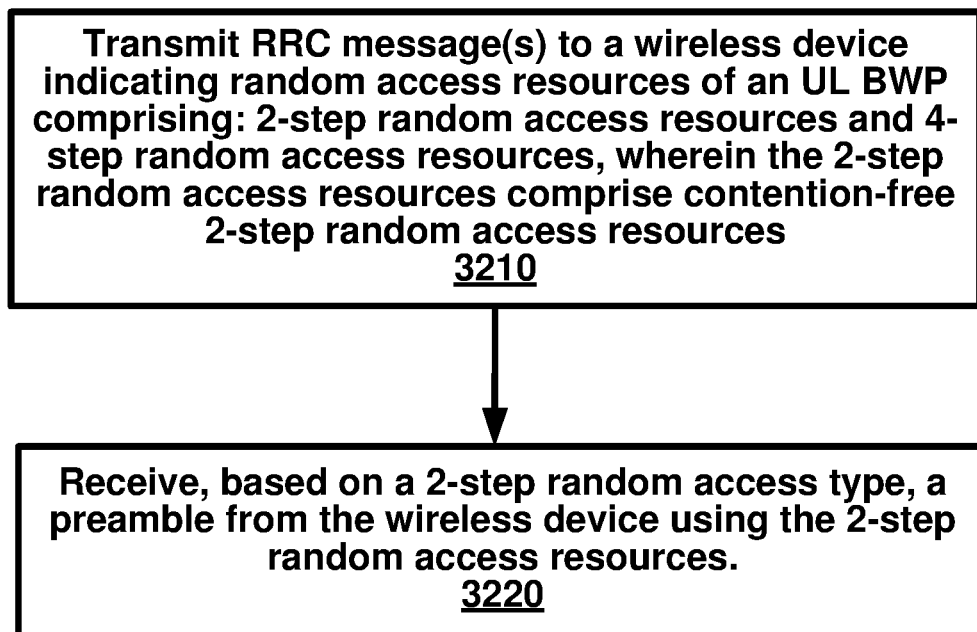 Transmit RRC message(s) to a wireless device
indicating random access resources of an UL BWP
comprising: 2-step random access resources and 4-
step random access resources, wherein the 2-step
random access resources comprise contention-free
2-step random access resources
3210
Receive, based on a 2-step random access type, a
preamble from the wireless device using the 2-step
random access resources.
3220